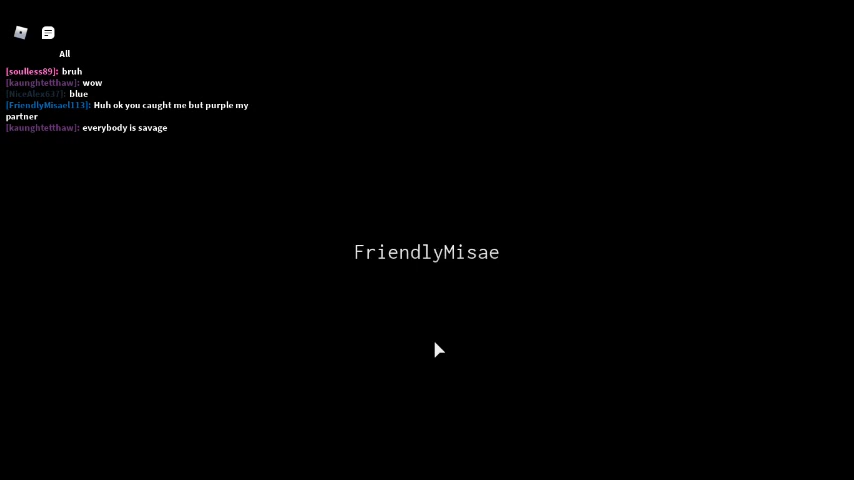 All
[soulless89]: bruh
[kaunghtetthaw]: wow
[NiceAlex637]: blue
[FriendlyMisael113]: Huh ok you caught me but purple my
partner
[kaunghtetthaw]: everybody is savage
FriendlyMisae